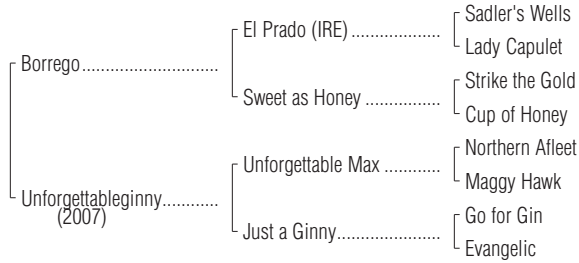 Sadler's Wells
El Prado (IRE) ...................
Lady Capulet
Borrego.............................
Strike the Gold
Sweet as Honey ................
Cup of Honey
Northern Afleet
Unforgettable Max ............
Maggy Hawk
Unforgettableginny............
(2007)
Go for Gin
Just a Ginny......................
Evangelic